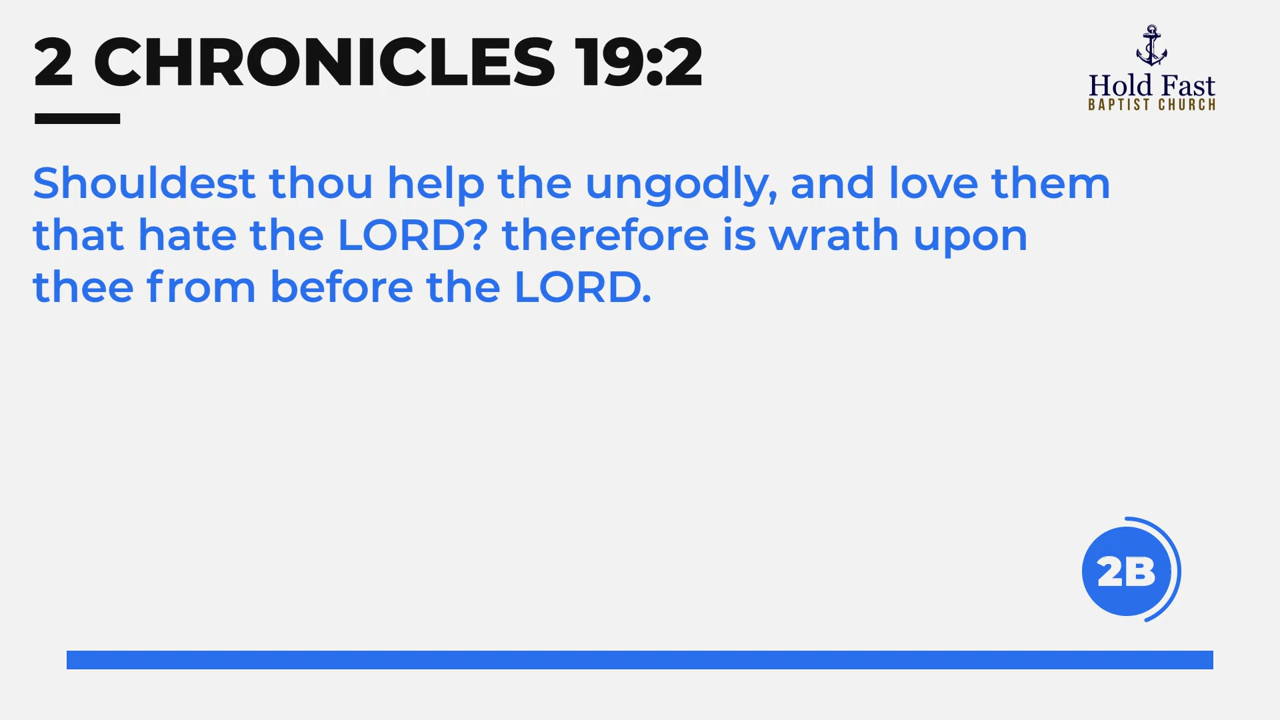 2 CHRONICLES 19:2
Hold Fast
BAPTIST CHURCH
Shouldest thou help the ungodly, and love them
that hate the LORD? therefore is wrath upon
thee from before the LORD.
2B